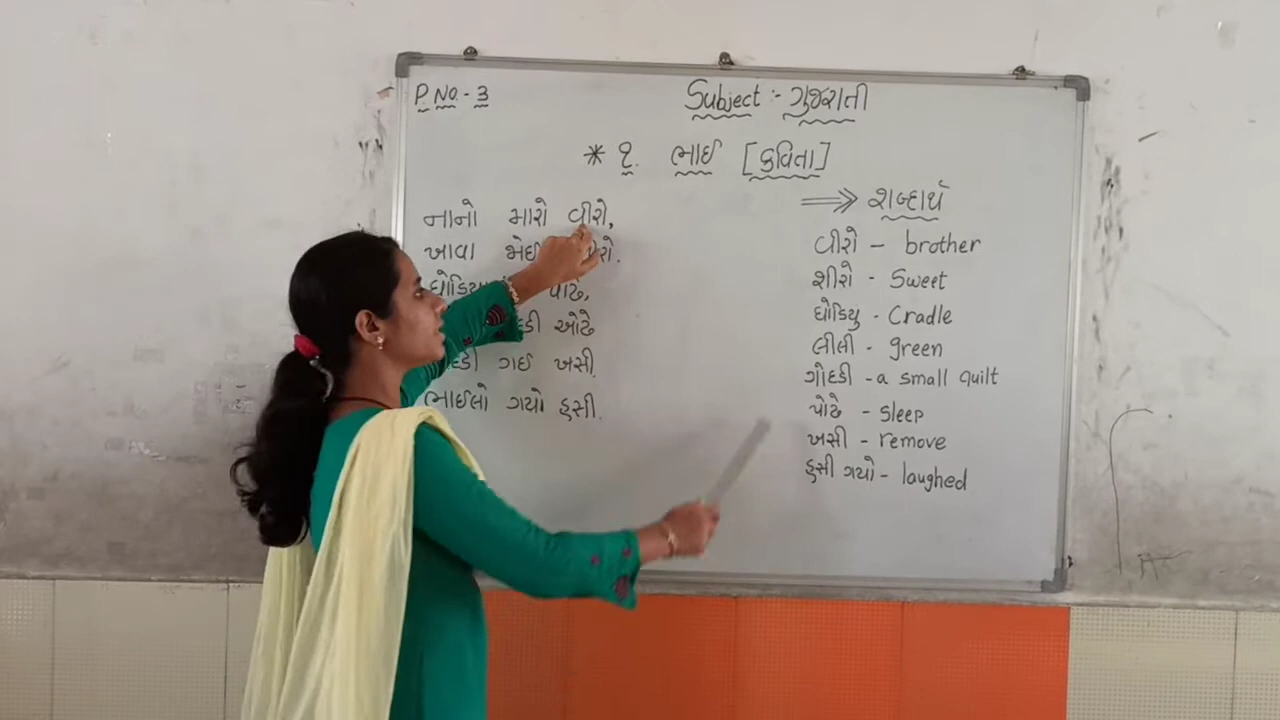 P. No. - 3
Subject :- ગુજરાતી
* ૧. ભાઈ [કવિતા]
નાનો મારો વીરો,
ખાવા જોઈ
પોઢે,
ઓઢે
ગઈ ખસી.
ભાઈલો ગયો હસી.
⟹ શબ્દાર્થ
વીરો - brother
શીરો - Sweet
ઘોડિયુ - Cradle
લીલી - green
ગોદડી - a small quilt
પોઢે - sleep
ખસી - remove
હસી ગયો - laughed